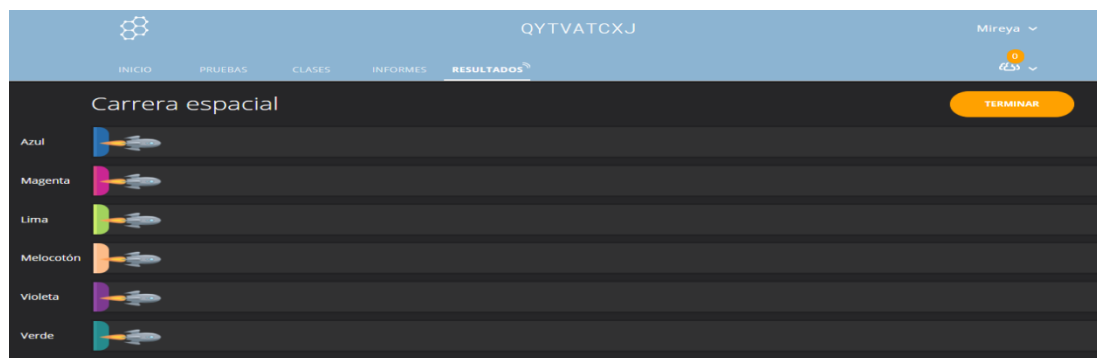 QYTVATCXJ
Mireya
0
INICIO PRUEBAS CLASES INFORMES RESULTADOS
Carrera espacial
TERMINAR
Azul
Magenta
Lima
Melocotón
Violeta
Verde